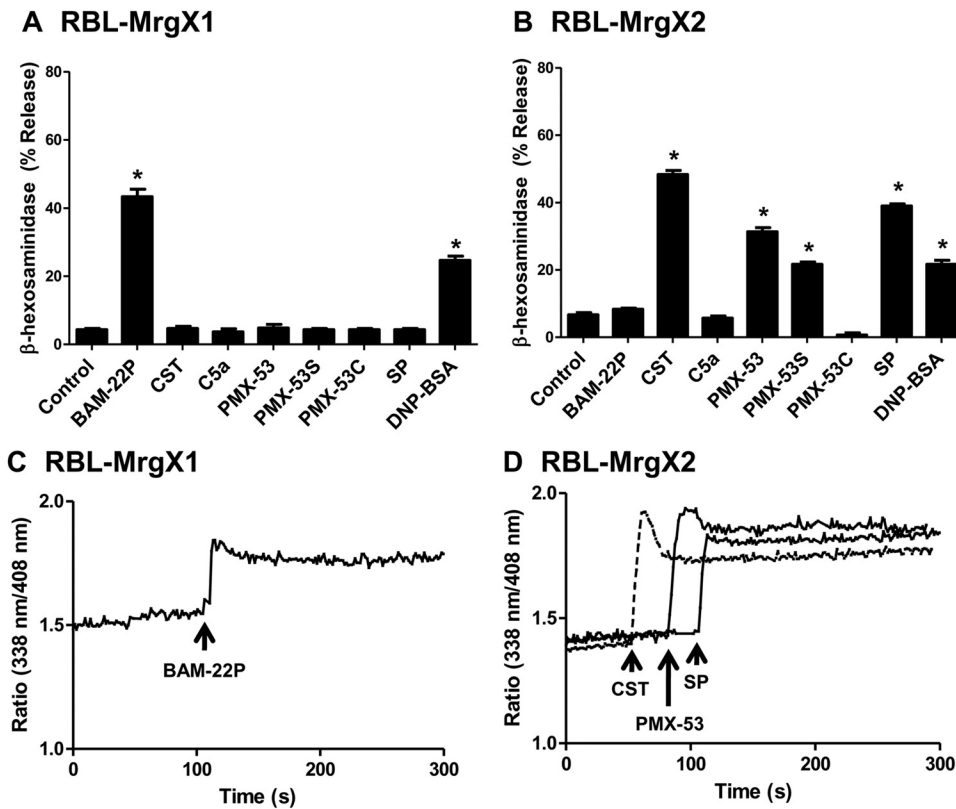 A RBL-MrgX1
β-hexosaminidase (% Release)
80
60
40
20
0
*
*
Control
BAM-22P
CST
C5a
PMX-53
PMX-53S
PMX-53C
SP
DNP-BSA
B RBL-MrgX2
β-hexosaminidase (% Release)
80
60
40
20
0
*
*
*
*
*
Control
BAM-22P
CST
C5a
PMX-53
PMX-53S
PMX-53C
SP
DNP-BSA
C RBL-MrgX1
Ratio (338 nm/408 nm)
2.0
1.5
1.0
BAM-22P
0
100
200
300
Time (s)
D RBL-MrgX2
Ratio (338 nm/408 nm)
2.0
1.5
1.0
CST
SP
PMX-53
0
100
200
300
Time (s)